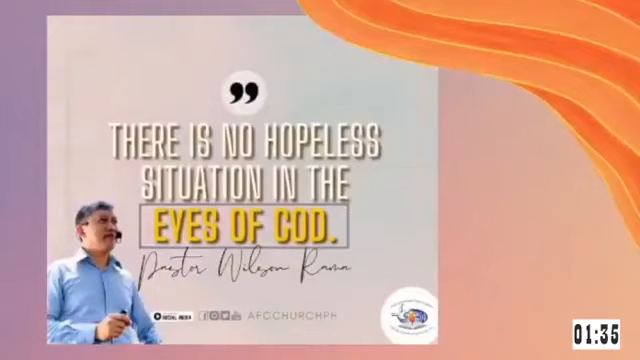 THERE IS NO HOPELESS
SITUATION IN THE
EYES OF GOD.
Pastor Wilson Rama
SOCIAL MEDIA
AFCCHURCHPH
01:35